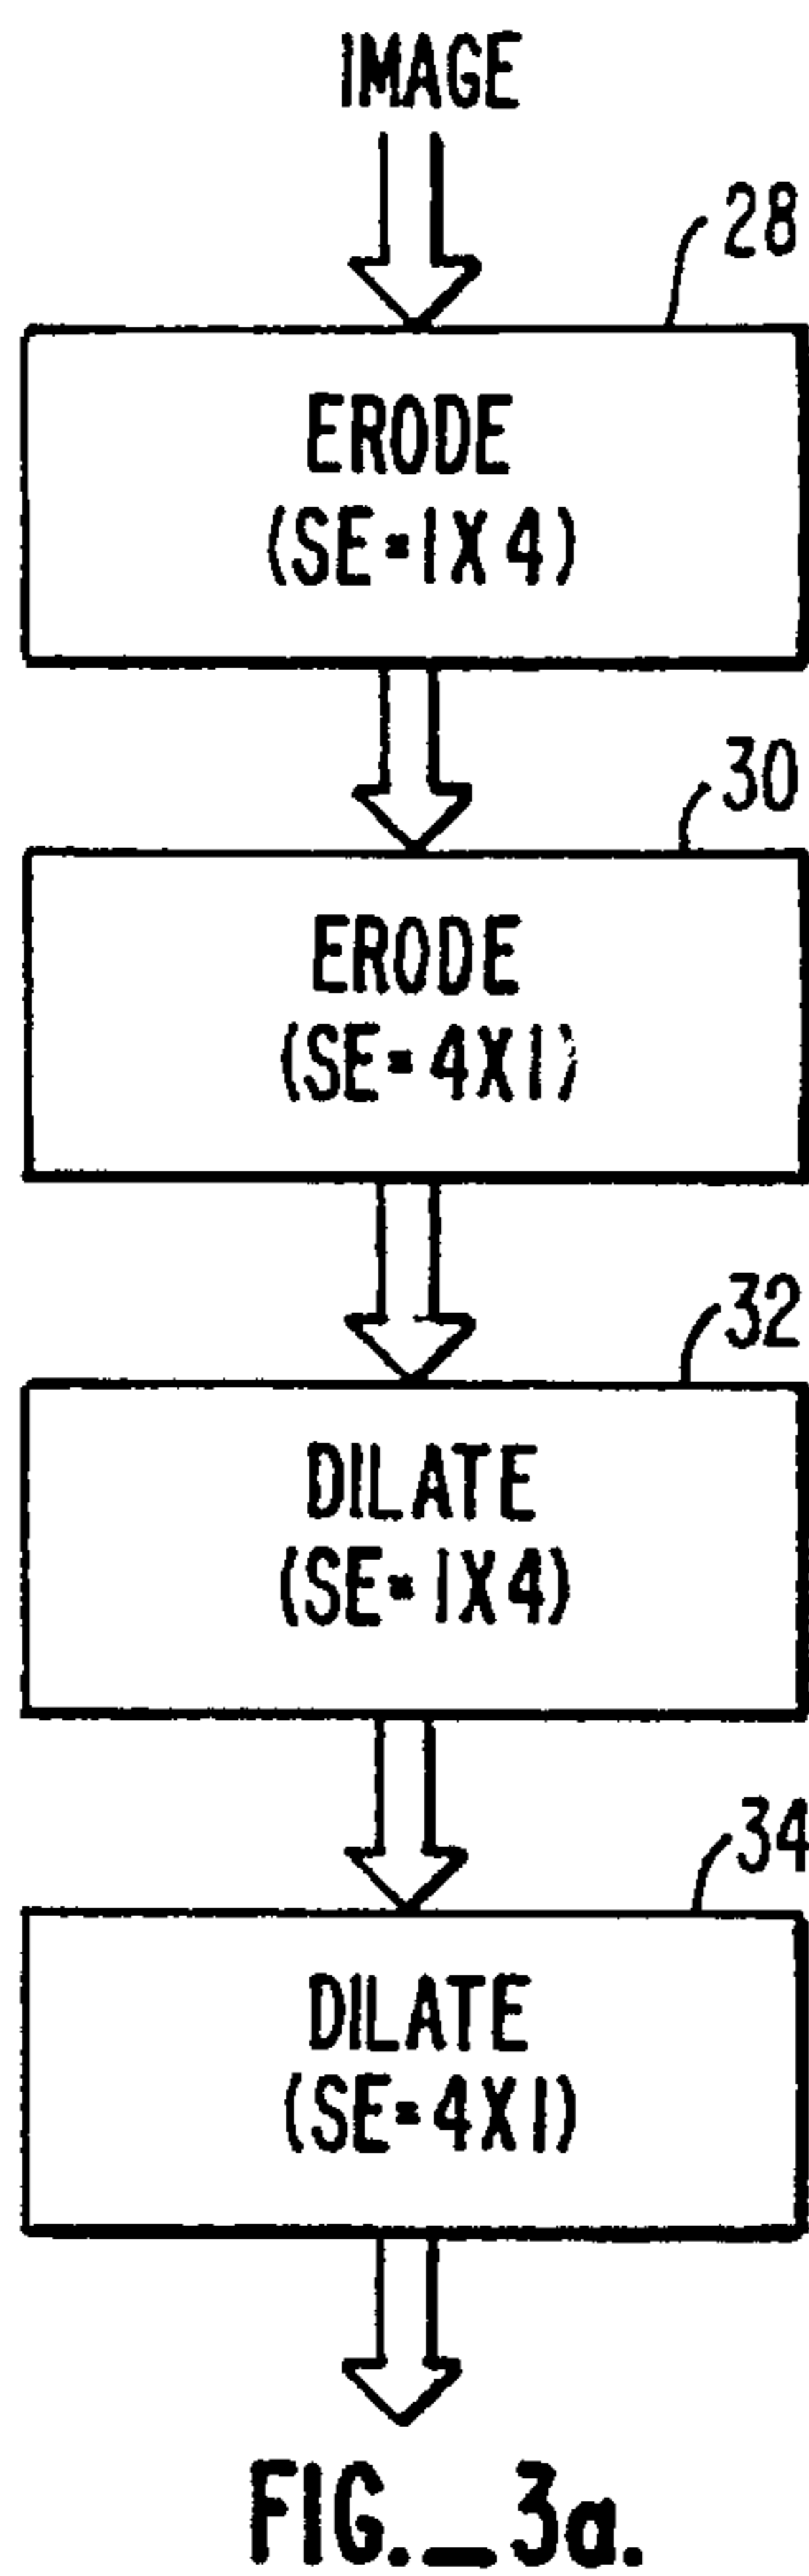 IMAGE
28
ERODE
(SE=1X4)
30
ERODE
(SE=4X1)
32
DILATE
(SE=1X4)
34
DILATE
(SE=4X1)
FIG._3a.